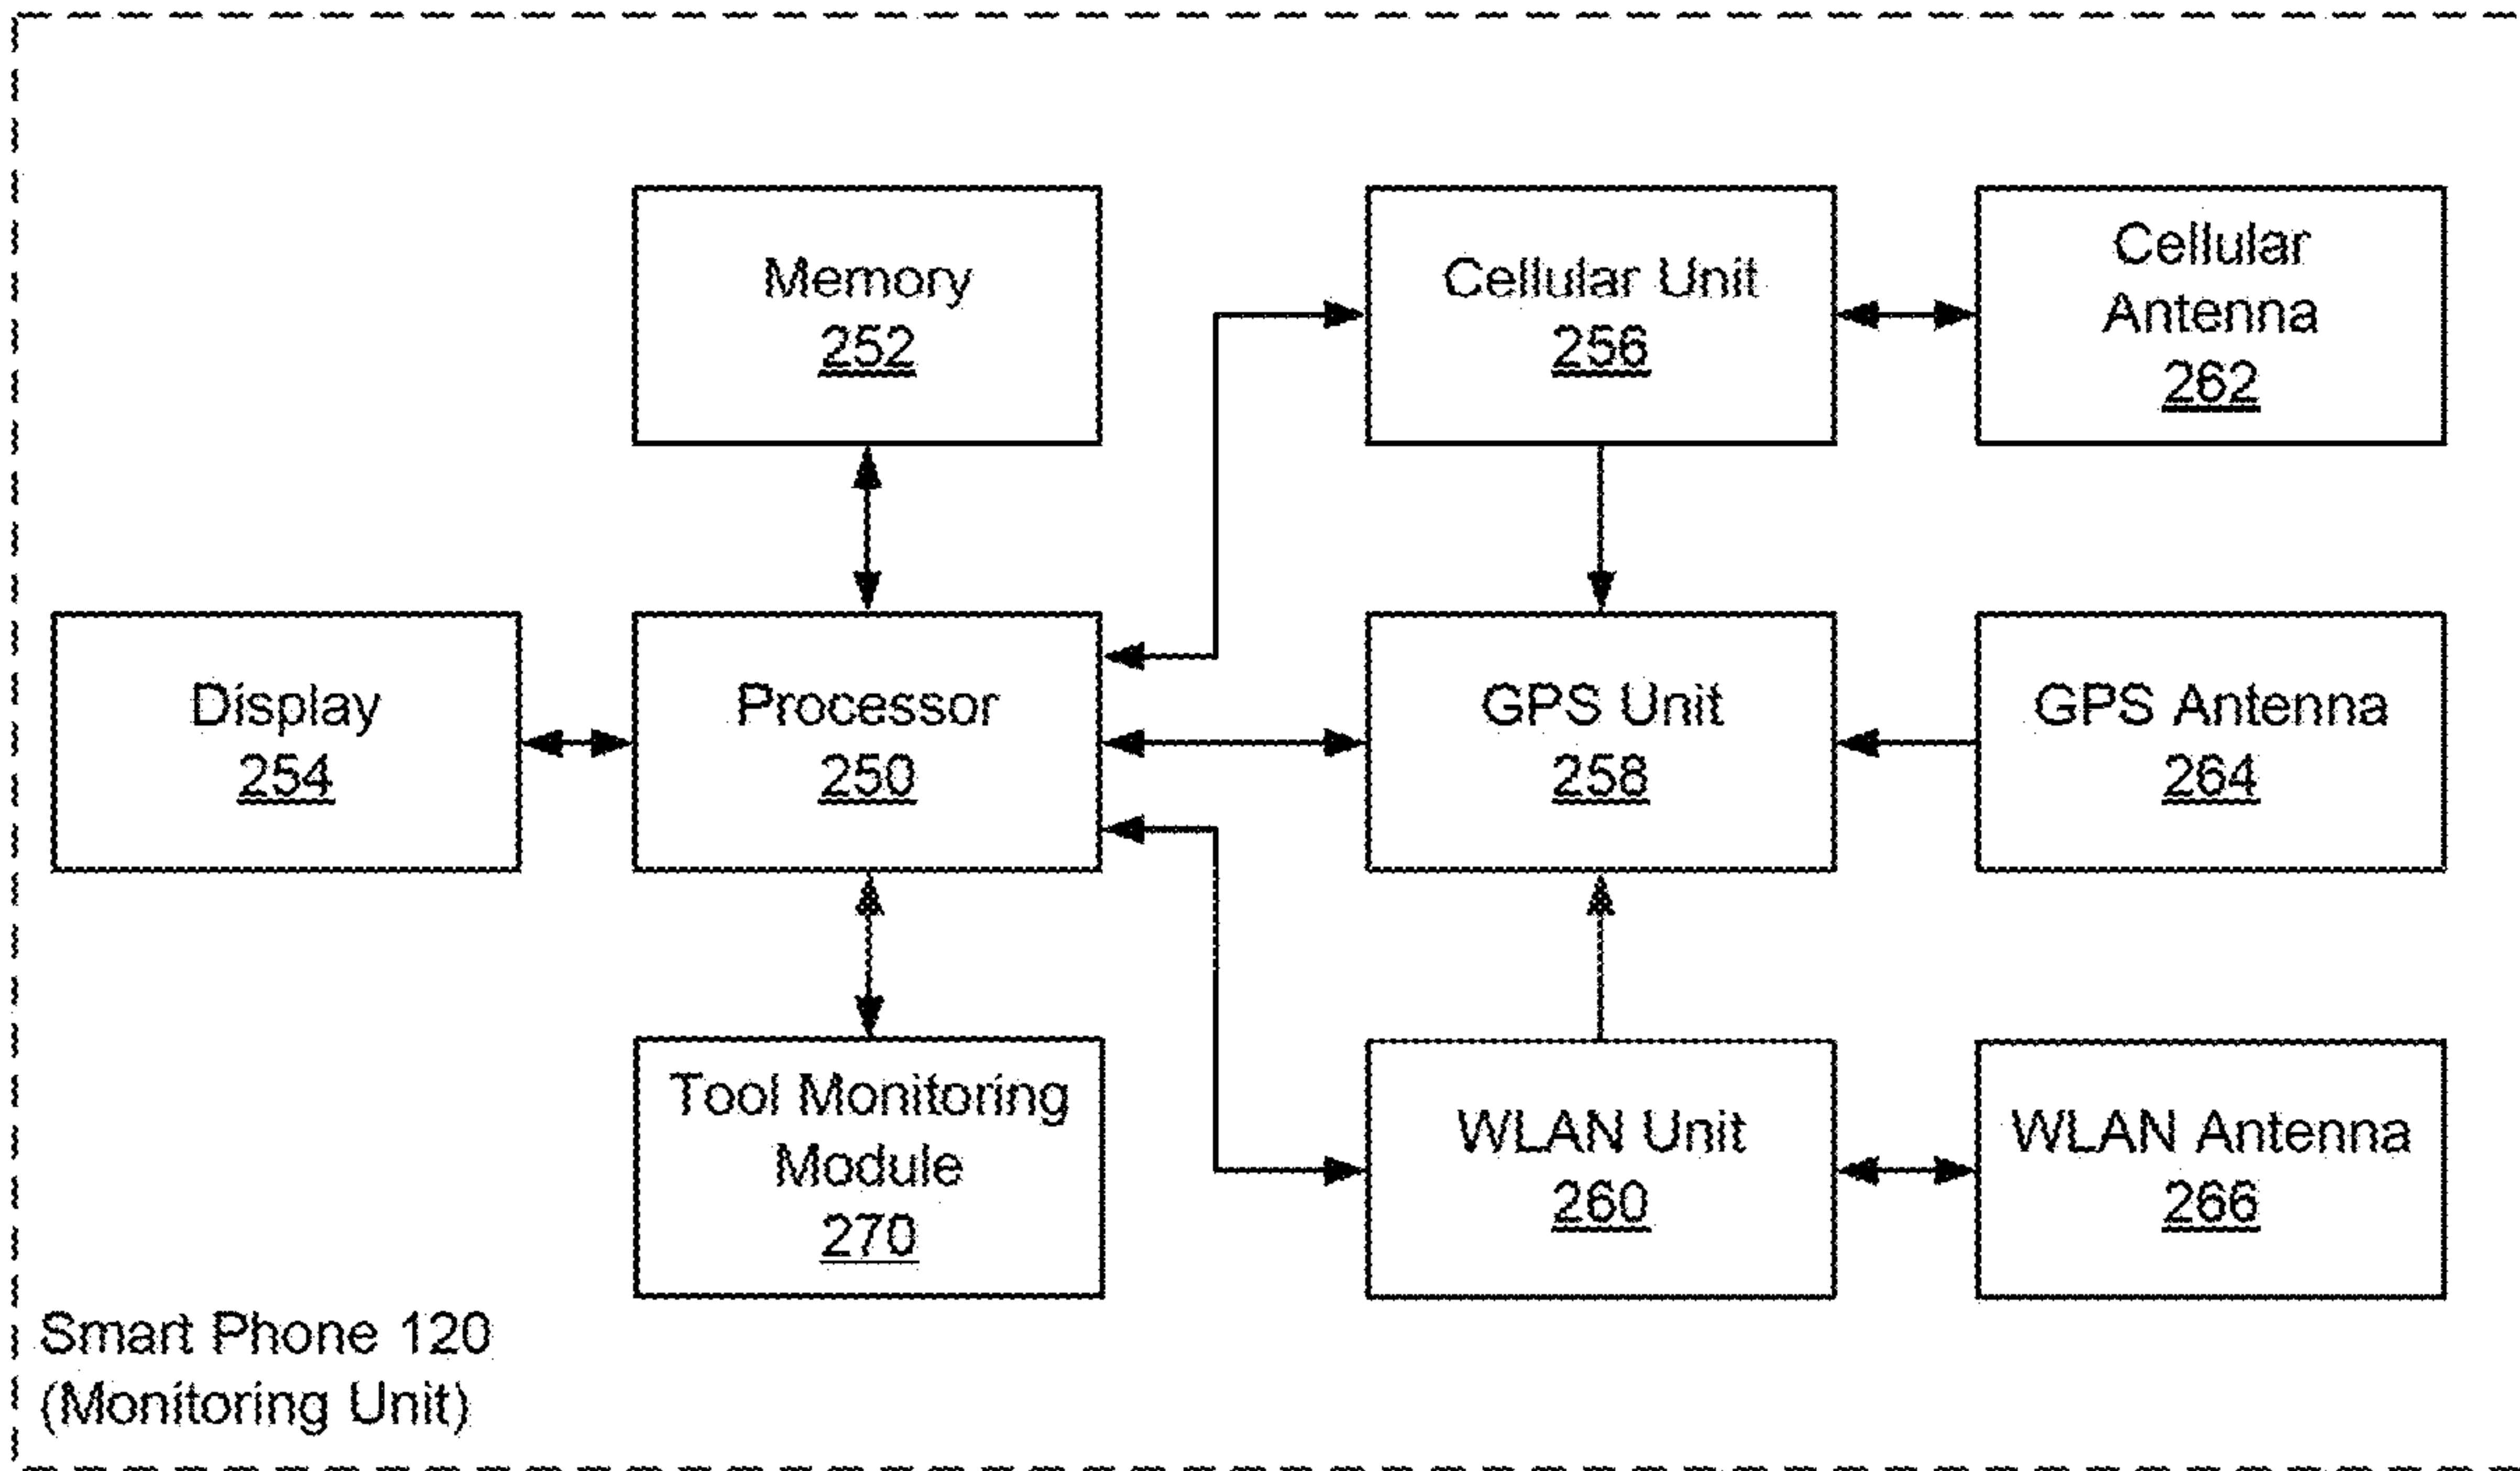 Memory
252
Cellular Unit
256
Cellular
Antenna
262
Display
254
Processor
250
GPS Unit
258
GPS Antenna
264
Tool Monitoring
Module
270
WLAN Unit
260
WLAN Antenna
266
Smart Phone 120
(Monitoring Unit)